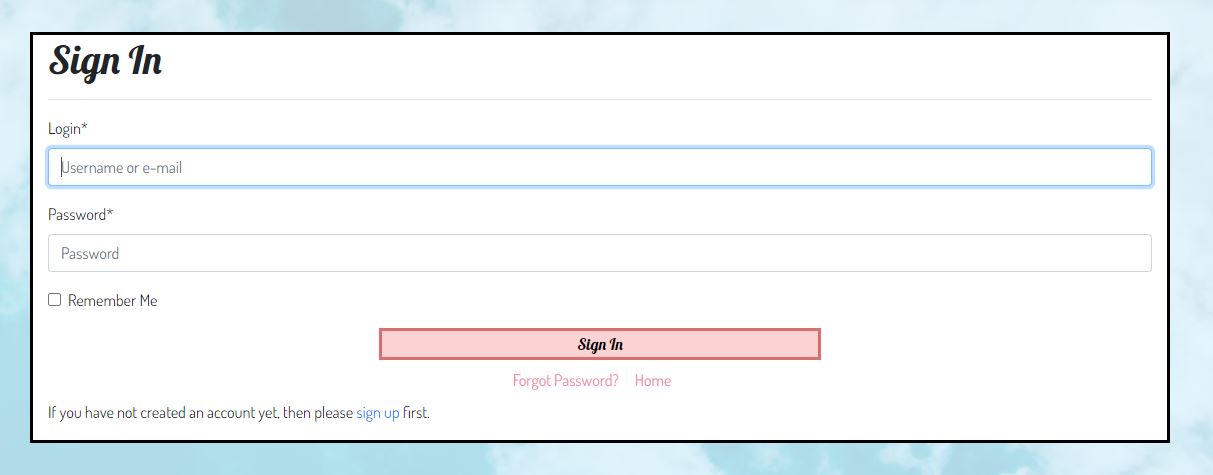 Sign In
Login*
Username or e-mail
Password*
Password
Remember Me
Sign In
Forgot Password? Home
If you have not created an account yet, then please sign up first.